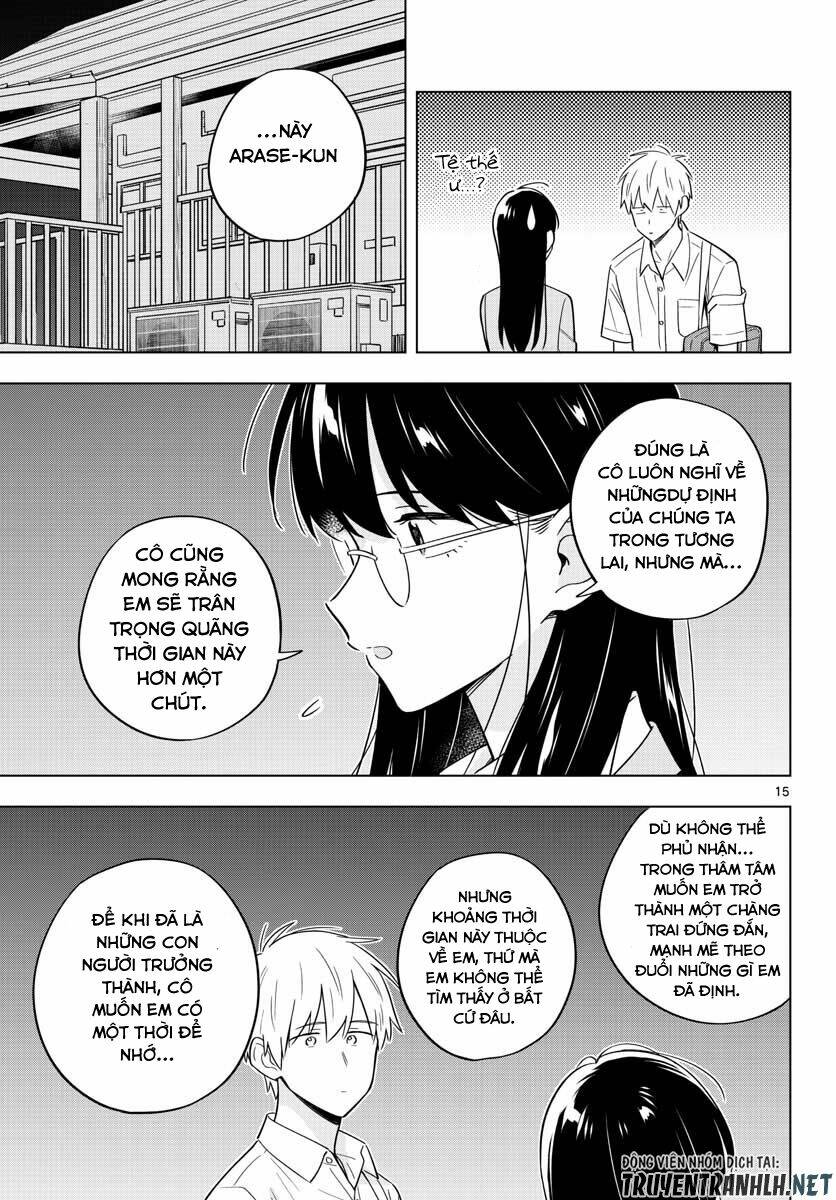 Tệ thế
ư...?
...NÀY
ARASE-KUN
ĐÚNG LÀ
CÔ LUÔN NGHĨ VỀ
NHỮNGDỰ ĐỊNH
CỦA CHÚNG TA
TRONG TƯƠNG
LAI, NHƯNG MÀ...
CÔ CŨNG
MONG RẰNG
EM SẼ TRÂN
TRỌNG QUÃNG
THỜI GIAN NÀY
HƠN MỘT
CHÚT.
15
DÙ KHÔNG THỂ
PHỦ NHẬN...
TRONG THÂM TÂM
MUỐN EM TRỞ
THÀNH MỘT CHÀNG
TRAI ĐỨNG ĐẮN,
MẠNH MẼ THEO
ĐUỔI NHỮNG GÌ EM
ĐÃ ĐỊNH.
NHƯNG
KHOẢNG THỜI
GIAN NÀY THUỘC
VỀ EM, THỨ MÀ
EM KHÔNG THỂ
TÌM THẤY Ở BẤT
CỨ ĐÂU.
ĐỂ KHI ĐÃ LÀ
NHỮNG CON
NGƯỜI TRƯỞNG
THÀNH, CÔ
MUỐN EM CÓ
MỘT THỜI ĐỂ
NHỚ...
ĐỘNG VIÊN NHÓM DỊCH TẠI:
TRUYENTRANHLH.NET